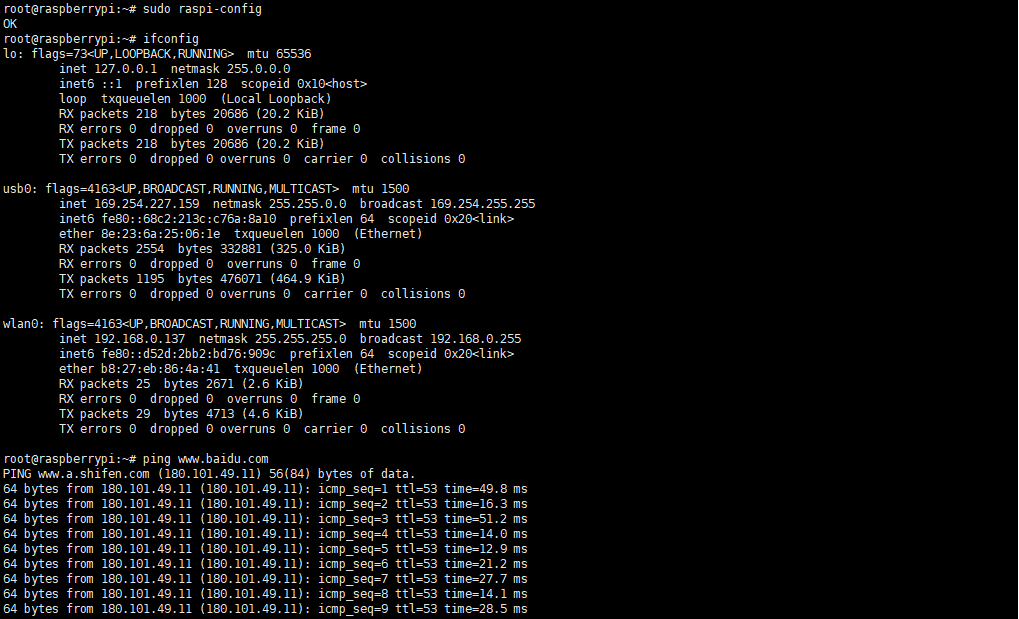 root@raspberrypi:~# sudo raspi-config
OK
root@raspberrypi:~# ifconfig
lo: flags=73<UP,LOOPBACK,RUNNING>  mtu 65536
        inet 127.0.0.1  netmask 255.0.0.0
        inet6 ::1  prefixlen 128  scopeid 0x10<host>
        loop  txqueuelen 1000  (Local Loopback)
        RX packets 218  bytes 20686 (20.2 KiB)
        RX errors 0  dropped 0  overruns 0  frame 0
        TX packets 218  bytes 20686 (20.2 KiB)
        TX errors 0  dropped 0 overruns 0  carrier 0  collisions 0

usb0: flags=4163<UP,BROADCAST,RUNNING,MULTICAST>  mtu 1500
        inet 169.254.227.159  netmask 255.255.0.0  broadcast 169.254.255.255
        inet6 fe80::68c2:213c:c76a:8a10  prefixlen 64  scopeid 0x20<link>
        ether 8e:23:6a:25:06:1e  txqueuelen 1000  (Ethernet)
        RX packets 2554  bytes 332881 (325.0 KiB)
        RX errors 0  dropped 0  overruns 0  frame 0
        TX packets 1195  bytes 476071 (464.9 KiB)
        TX errors 0  dropped 0 overruns 0  carrier 0  collisions 0

wlan0: flags=4163<UP,BROADCAST,RUNNING,MULTICAST>  mtu 1500
        inet 192.168.0.137  netmask 255.255.255.0  broadcast 192.168.0.255
        inet6 fe80::d52d:2bb2:bd76:909c  prefixlen 64  scopeid 0x20<link>
        ether b8:27:eb:86:4a:41  txqueuelen 1000  (Ethernet)
        RX packets 25  bytes 2671 (2.6 KiB)
        RX errors 0  dropped 0  overruns 0  frame 0
        TX packets 29  bytes 4713 (4.6 KiB)
        TX errors 0  dropped 0 overruns 0  carrier 0  collisions 0

root@raspberrypi:~# ping www.baidu.com
PING www.a.shifen.com (180.101.49.11) 56(84) bytes of data.
64 bytes from 180.101.49.11 (180.101.49.11): icmp_seq=1 ttl=53 time=49.8 ms
64 bytes from 180.101.49.11 (180.101.49.11): icmp_seq=2 ttl=53 time=16.3 ms
64 bytes from 180.101.49.11 (180.101.49.11): icmp_seq=3 ttl=53 time=51.2 ms
64 bytes from 180.101.49.11 (180.101.49.11): icmp_seq=4 ttl=53 time=14.0 ms
64 bytes from 180.101.49.11 (180.101.49.11): icmp_seq=5 ttl=53 time=12.9 ms
64 bytes from 180.101.49.11 (180.101.49.11): icmp_seq=6 ttl=53 time=21.2 ms
64 bytes from 180.101.49.11 (180.101.49.11): icmp_seq=7 ttl=53 time=27.7 ms
64 bytes from 180.101.49.11 (180.101.49.11): icmp_seq=8 ttl=53 time=14.1 ms
64 bytes from 180.101.49.11 (180.101.49.11): icmp_seq=9 ttl=53 time=28.5 ms